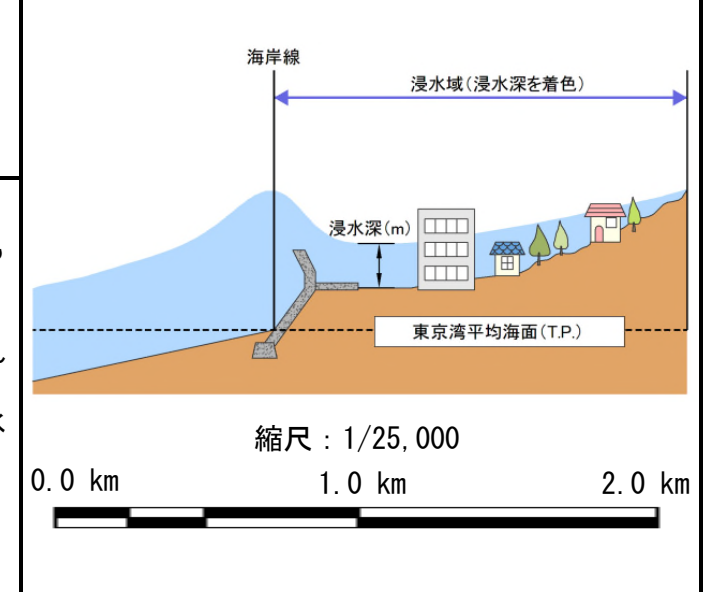 海岸線
浸水域(浸水深を着色)
浸水深(m)
東京湾平均海面(T.P.)
縮尺：1/25,000
0.0 km 1.0 km 2.0 km